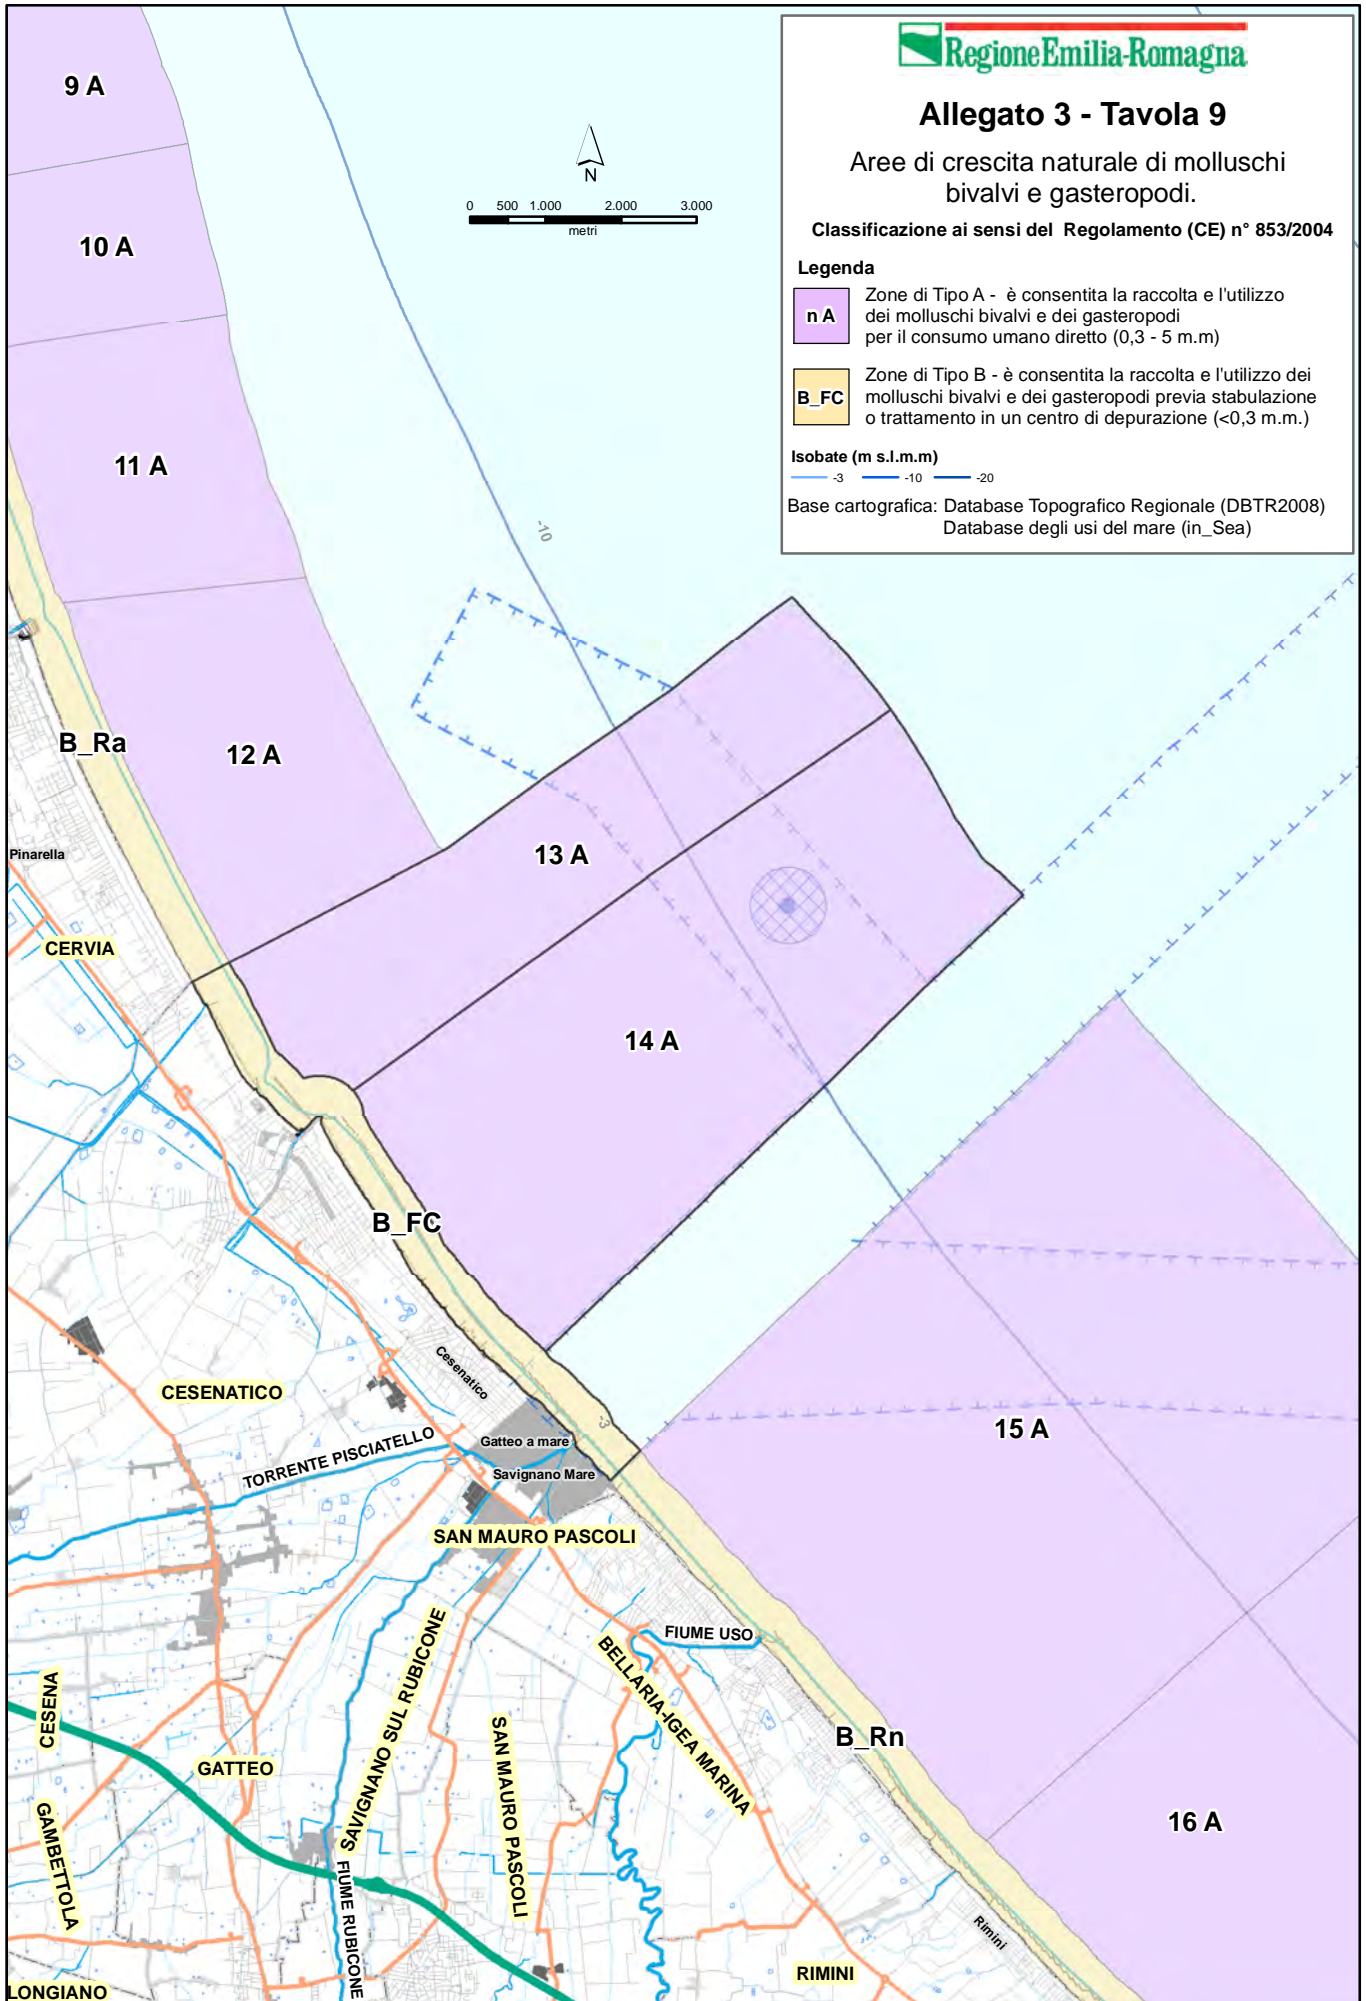 RegioneEmilia-Romagna
Allegato 3 - Tavola 9
Aree di crescita naturale di molluschi
bivalvi e gasteropodi.
Classificazione ai sensi del Regolamento (CE) n° 853/2004
Legenda
n A
Zone di Tipo A - è consentita la raccolta e l'utilizzo
dei molluschi bivalvi e dei gasteropodi
per il consumo umano diretto (0,3 - 5 m.m)
B_FC
Zone di Tipo B - è consentita la raccolta e l'utilizzo dei
molluschi bivalvi e dei gasteropodi previa stabulazione
o trattamento in un centro di depurazione (<0,3 m.m.)
Isobate (m s.l.m.m)
-3 -10 -20
Base cartografica: Database Topografico Regionale (DBTR2008)
Database degli usi del mare (in_Sea)
N
0 500 1.000 2.000 3.000
metri
9 A
10 A
11 A
-10
B_Ra
12 A
Pinarella
13 A
CERVIA
14 A
B_FC
Cesenatico
CESENATICO
-3
15 A
TORRENTE PISCIATELLO
Gatteo a mare
Savignano Mare
SAN MAURO PASCOLI
FIUME USO
SAVIGNANO SUL RUBICONE
BELLARIA-IGEA MARINA
CESENA
SAN MAURO PASCOLI
B_Rn
GATTEO
16 A
GAMBETTOLA
FIUME RUBICONE
Rimini
RIMINI
LONGIANO